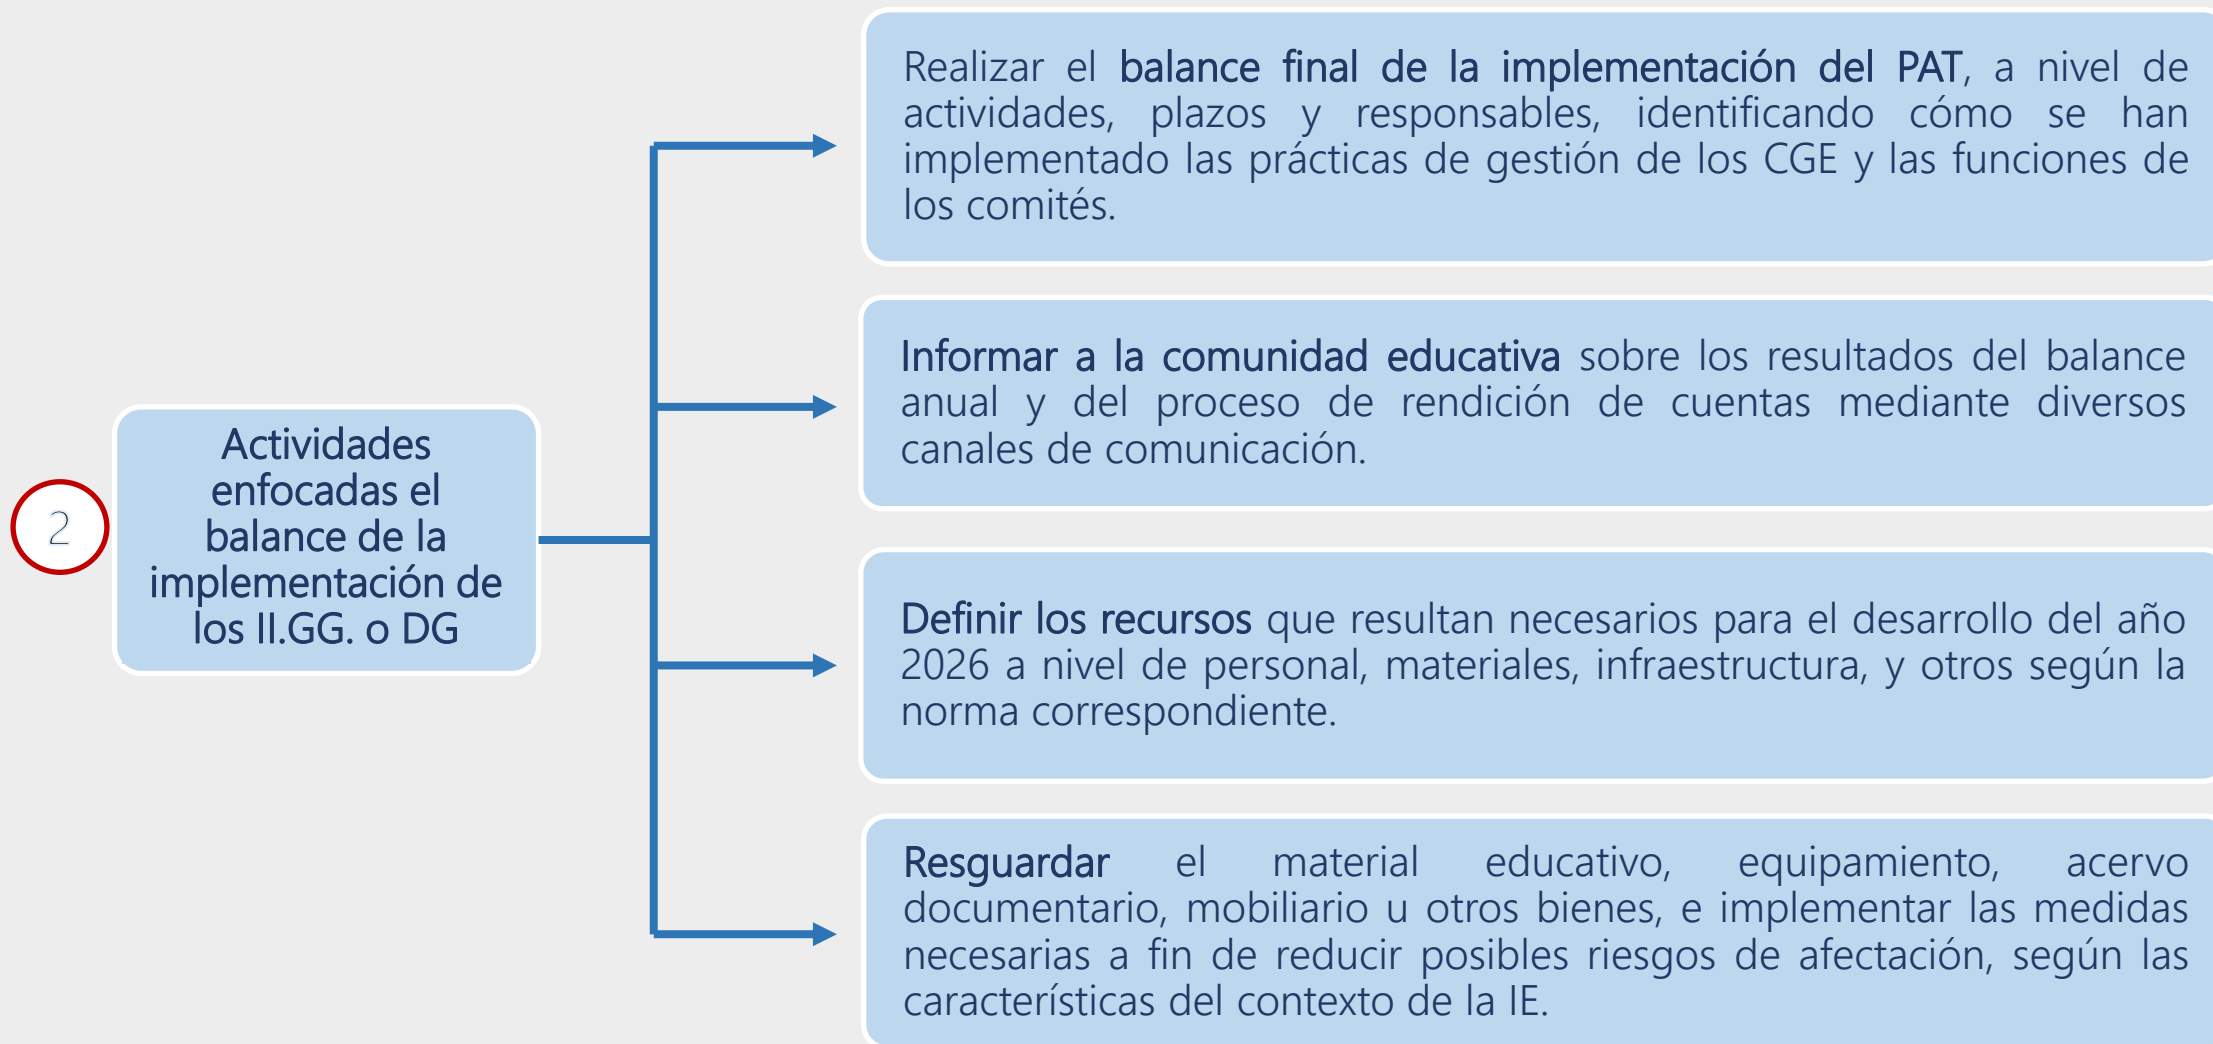 2
Actividades
enfocadas el
balance de la
implementación de
los II.GG. o DG
Realizar el balance final de la implementación del PAT, a nivel de
actividades, plazos y responsables, identificando cómo se han
implementado las prácticas de gestión de los CGE y las funciones de
los comités.
Informar a la comunidad educativa sobre los resultados del balance
anual y del proceso de rendición de cuentas mediante diversos
canales de comunicación.
Definir los recursos que resultan necesarios para el desarrollo del año
2026 a nivel de personal, materiales, infraestructura, y otros según la
norma correspondiente.
Resguardar el material educativo, equipamiento, acervo
documentario, mobiliario u otros bienes, e implementar las medidas
necesarias a fin de reducir posibles riesgos de afectación, según las
características del contexto de la IE.